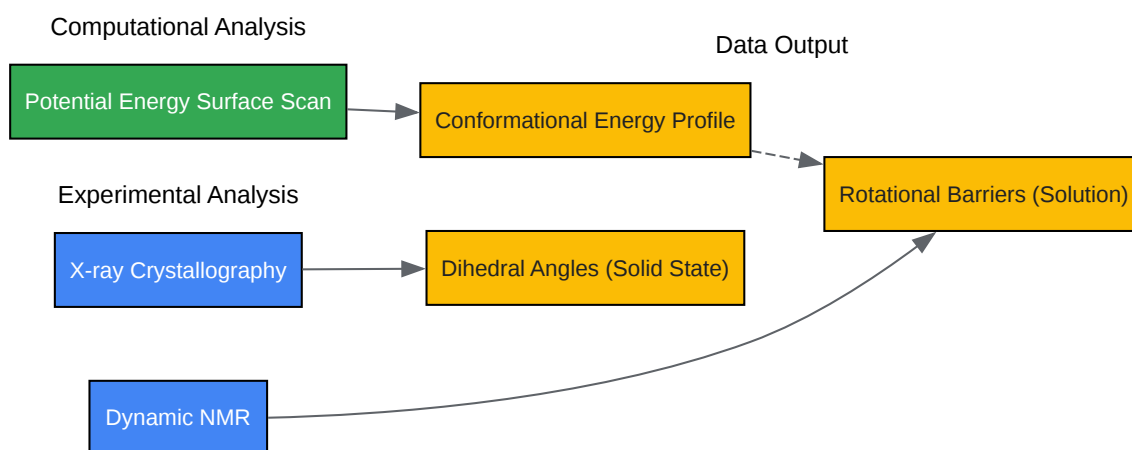 Computational Analysis
Data Output
Potential Energy Surface Scan
Conformational Energy Profile
Rotational Barriers (Solution)
Experimental Analysis
X-ray Crystallography
Dihedral Angles (Solid State)
Dynamic NMR